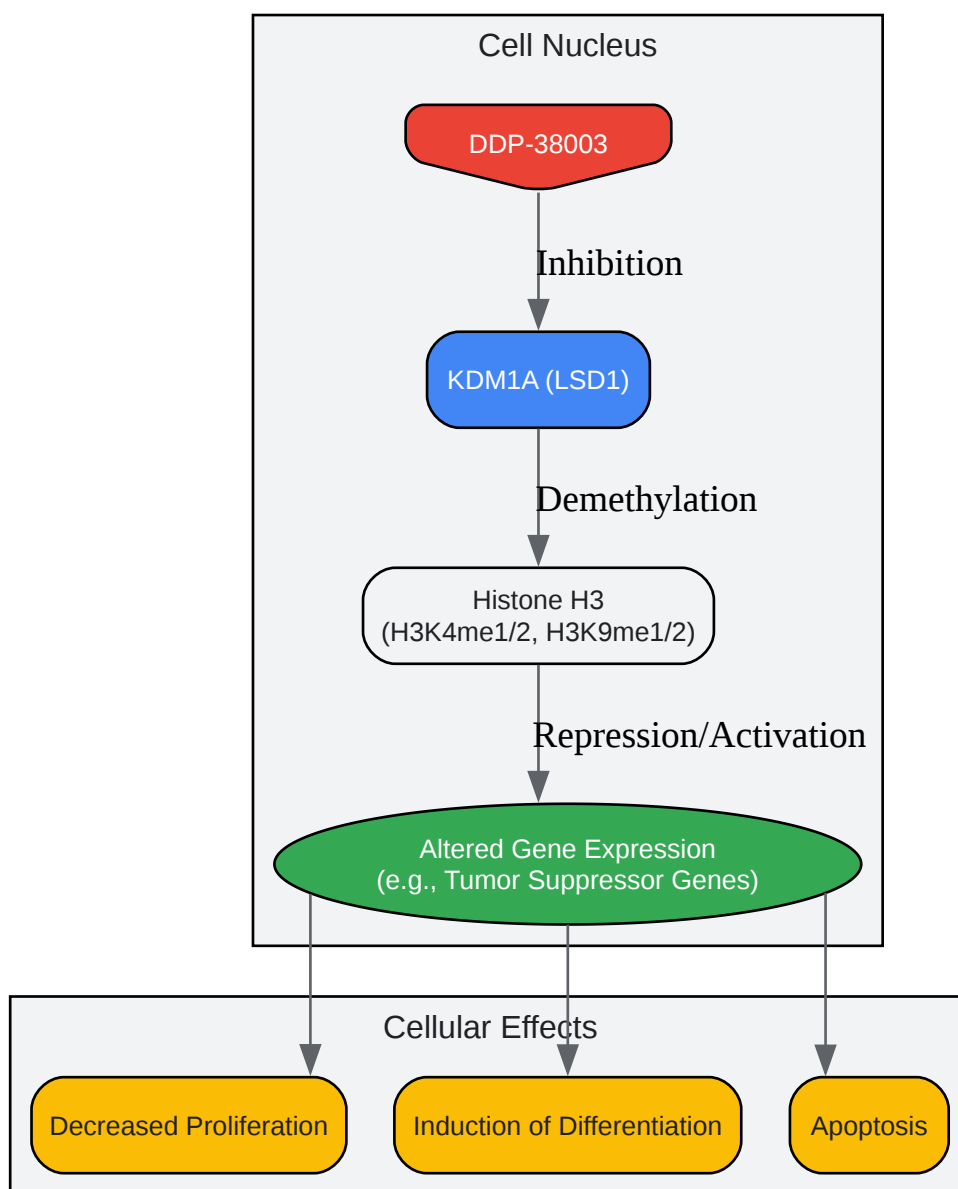 Cell Nucleus
DDP-38003
Inhibition
KDM1A (LSD1)
Demethylation
Histone H3
(H3K4me1/2, H3K9me1/2)
Repression/Activation
Altered Gene Expression
(e.g., Tumor Suppressor Genes)
Cellular Effects
Decreased Proliferation
Induction of Differentiation
Apoptosis